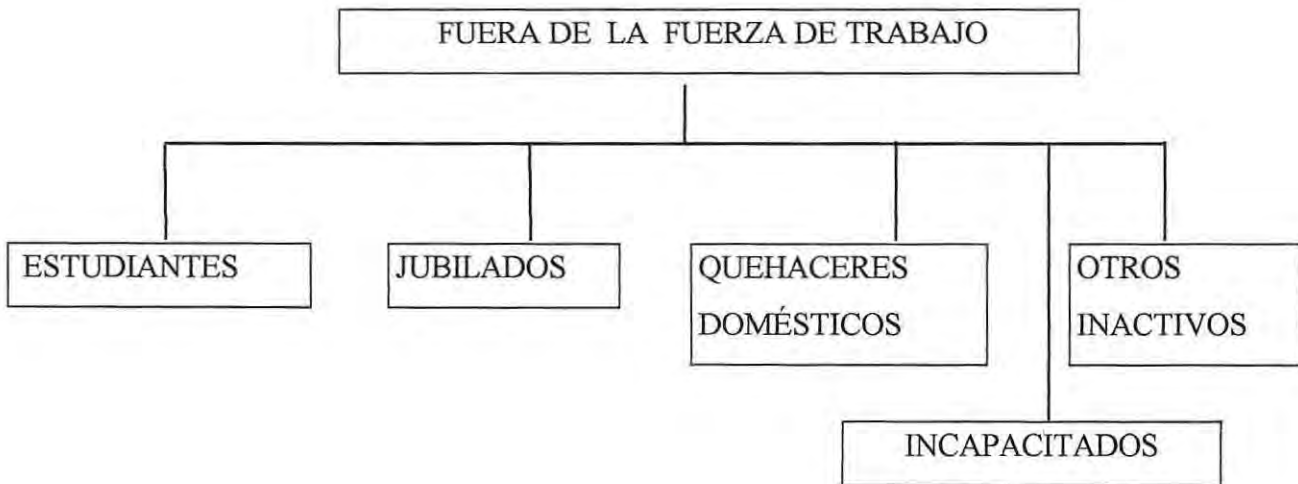 FUERA DE LA FUERZA DE TRABAJO
ESTUDIANTES
JUBILADOS
QUEHACERES
DOMÉSTICOS
OTROS
INACTIVOS
INCAPACITADOS